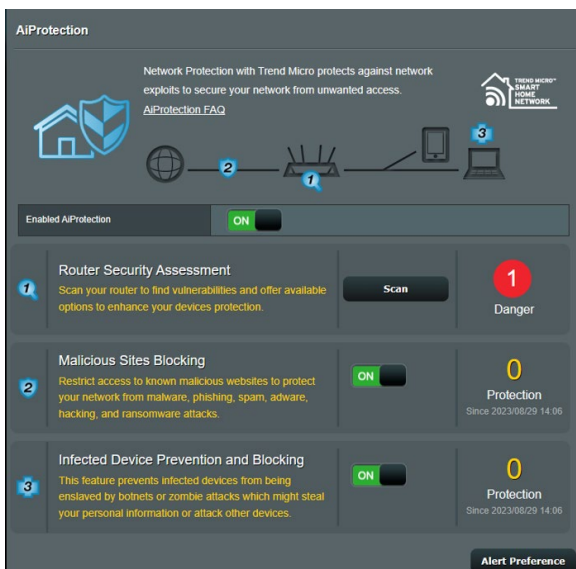 AiProtection
Network Protection with Trend Micro protects against network
exploits to secure your network from unwanted access.
AiProtection FAQ
TREND MICRO™
SMART
HOME
NETWORK
3
2
1
Enabled AiProtection
ON
1
Router Security Assessment
Scan your router to find vulnerabilities and offer available
options to enhance your devices protection.
Scan
1
Danger
2
Malicious Sites Blocking
Restrict access to known malicious websites to protect
your network from malware, phishing, spam, adware,
hacking, and ransomware attacks.
ON
0
Protection
Since 2023/08/29 14:06
3
Infected Device Prevention and Blocking
This feature prevents infected devices from being
enslaved by botnets or zombie attacks which might steal
your personal information or attack other devices.
ON
0
Protection
Since 2023/08/29 14:06
Alert Preference